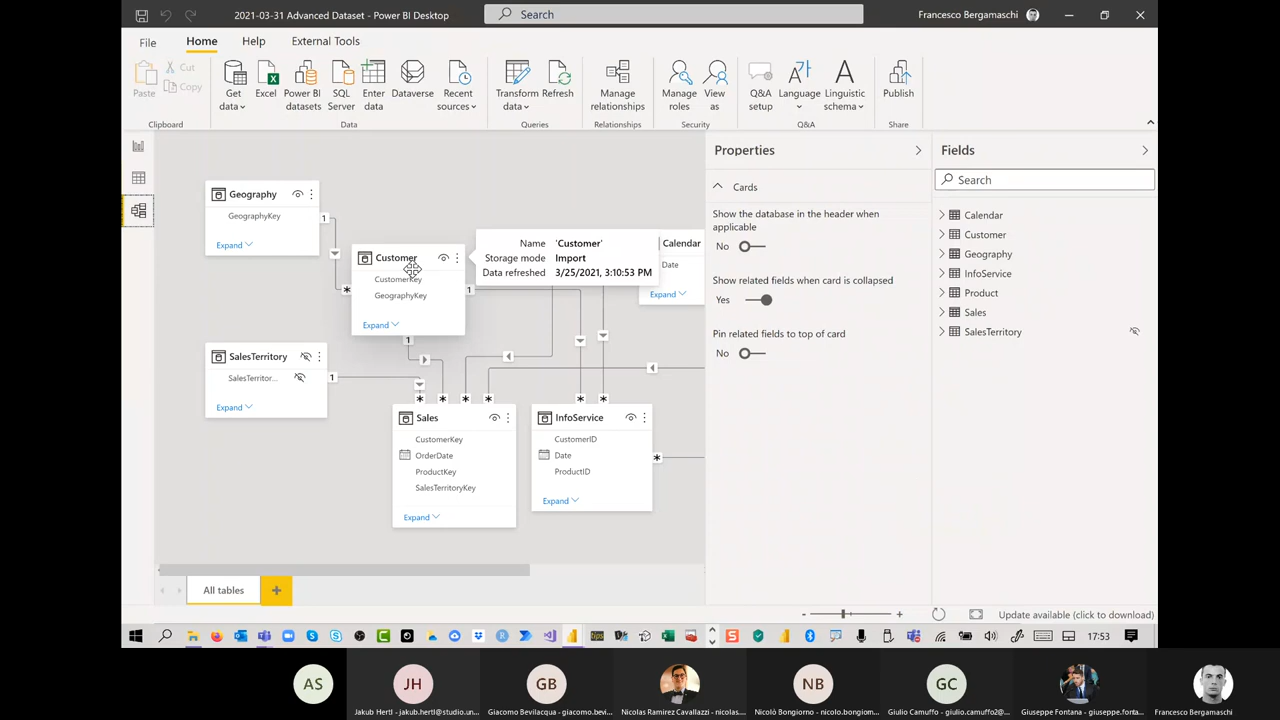 2021-03-31 Advanced Dataset - Power BI Desktop
Search
Francesco Bergamaschi
File
Home
Help
External Tools
Paste
Cut
Copy
Get data
Excel
Power BI datasets
SQL Server
Enter data
Dataverse
Recent sources
Transform data
Refresh
Manage relationships
Manage roles
View as
Q&A setup
Language
Linguistic schema
Publish
Clipboard
Data
Queries
Relationships
Security
Q&A
Share
Geography
GeographyKey
Expand
1
*
Customer
CustomerKey
GeographyKey
Expand
1
1
Name 'Customer'
Storage mode Import
Data refreshed 3/25/2021, 3:10:53 PM
Calendar
Date
Expand
SalesTerritory
SalesTerritor...
Expand
1
* * * *
* *
Sales
CustomerKey
OrderDate
ProductKey
SalesTerritoryKey
Expand
InfoService
CustomerID
Date
ProductID
Expand
*
Properties
Cards
Show the database in the header when
applicable
No
Show related fields when card is collapsed
Yes
Pin related fields to top of card
No
Fields
Search
Calendar
Customer
Geography
InfoService
Product
Sales
SalesTerritory
All tables
+
- +
Update available (click to download)
17:53
AS
JH
GB
NB
GC
Jakub Hertl - jakub.hertl@studio.un...
Giacomo Bevilacqua - giacomo.bevi...
Nicolas Ramirez Cavallazzi - nicolas...
Nicolò Bongiorno - nicolo.bongiorn...
Giulio Camuffo - giulio.camuffo2@...
Giuseppe Fontana - giuseppe.fonta...
Francesco Bergamaschi